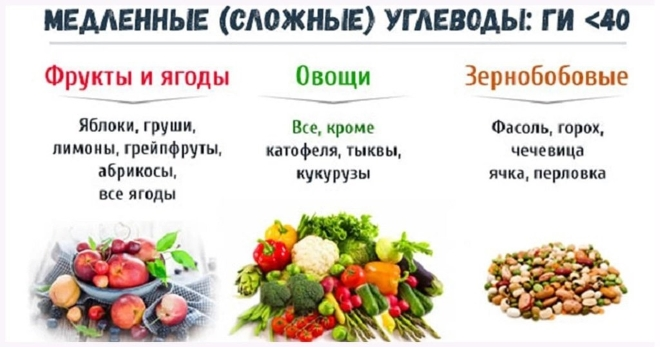 МЕДЛЕННЫЕ (СЛОЖНЫЕ) УГЛЕВОДЫ: ГИ <40
Фрукты и ягоды
Яблоки, груши,
лимоны, грейпфруты,
абрикосы,
все ягоды
Овощи
Все, кроме
катофеля, тыквы,
кукурузы
Зернобобовые
Фасоль, горох,
чечевица
ячка, перловка